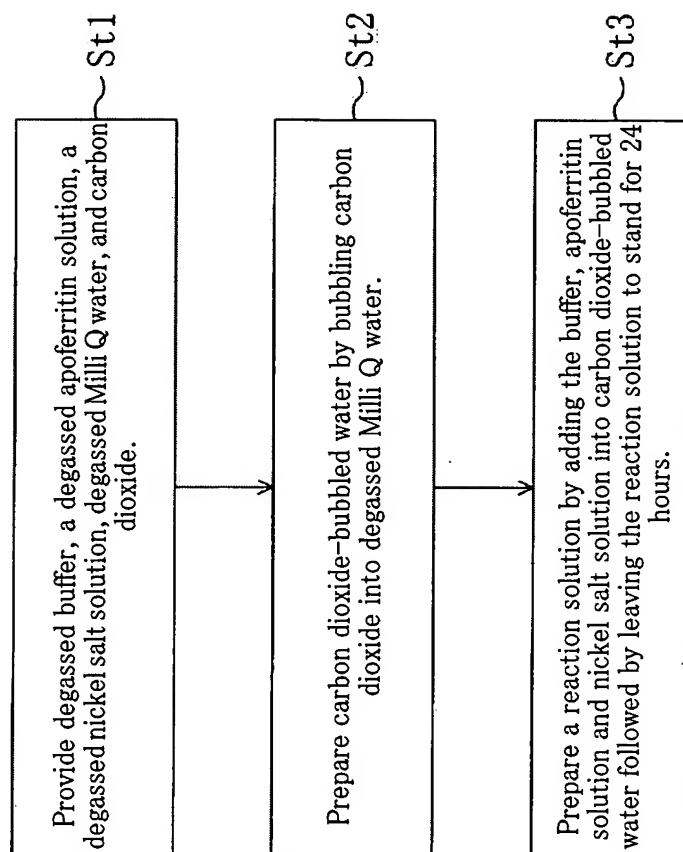 St1
Provide degassed buffer, a degassed apoferritin solution, a
degassed nickel salt solution, degassed Milli Q water, and carbon
dioxide.
St2
Prepare carbon dioxide-bubbled water by bubbling carbon
dioxide into degassed Milli Q water.
St3
Prepare a reaction solution by adding the buffer, apoferritin
solution and nickel salt solution into carbon dioxide-bubbled
water followed by leaving the reaction solution to stand for 24
hours.